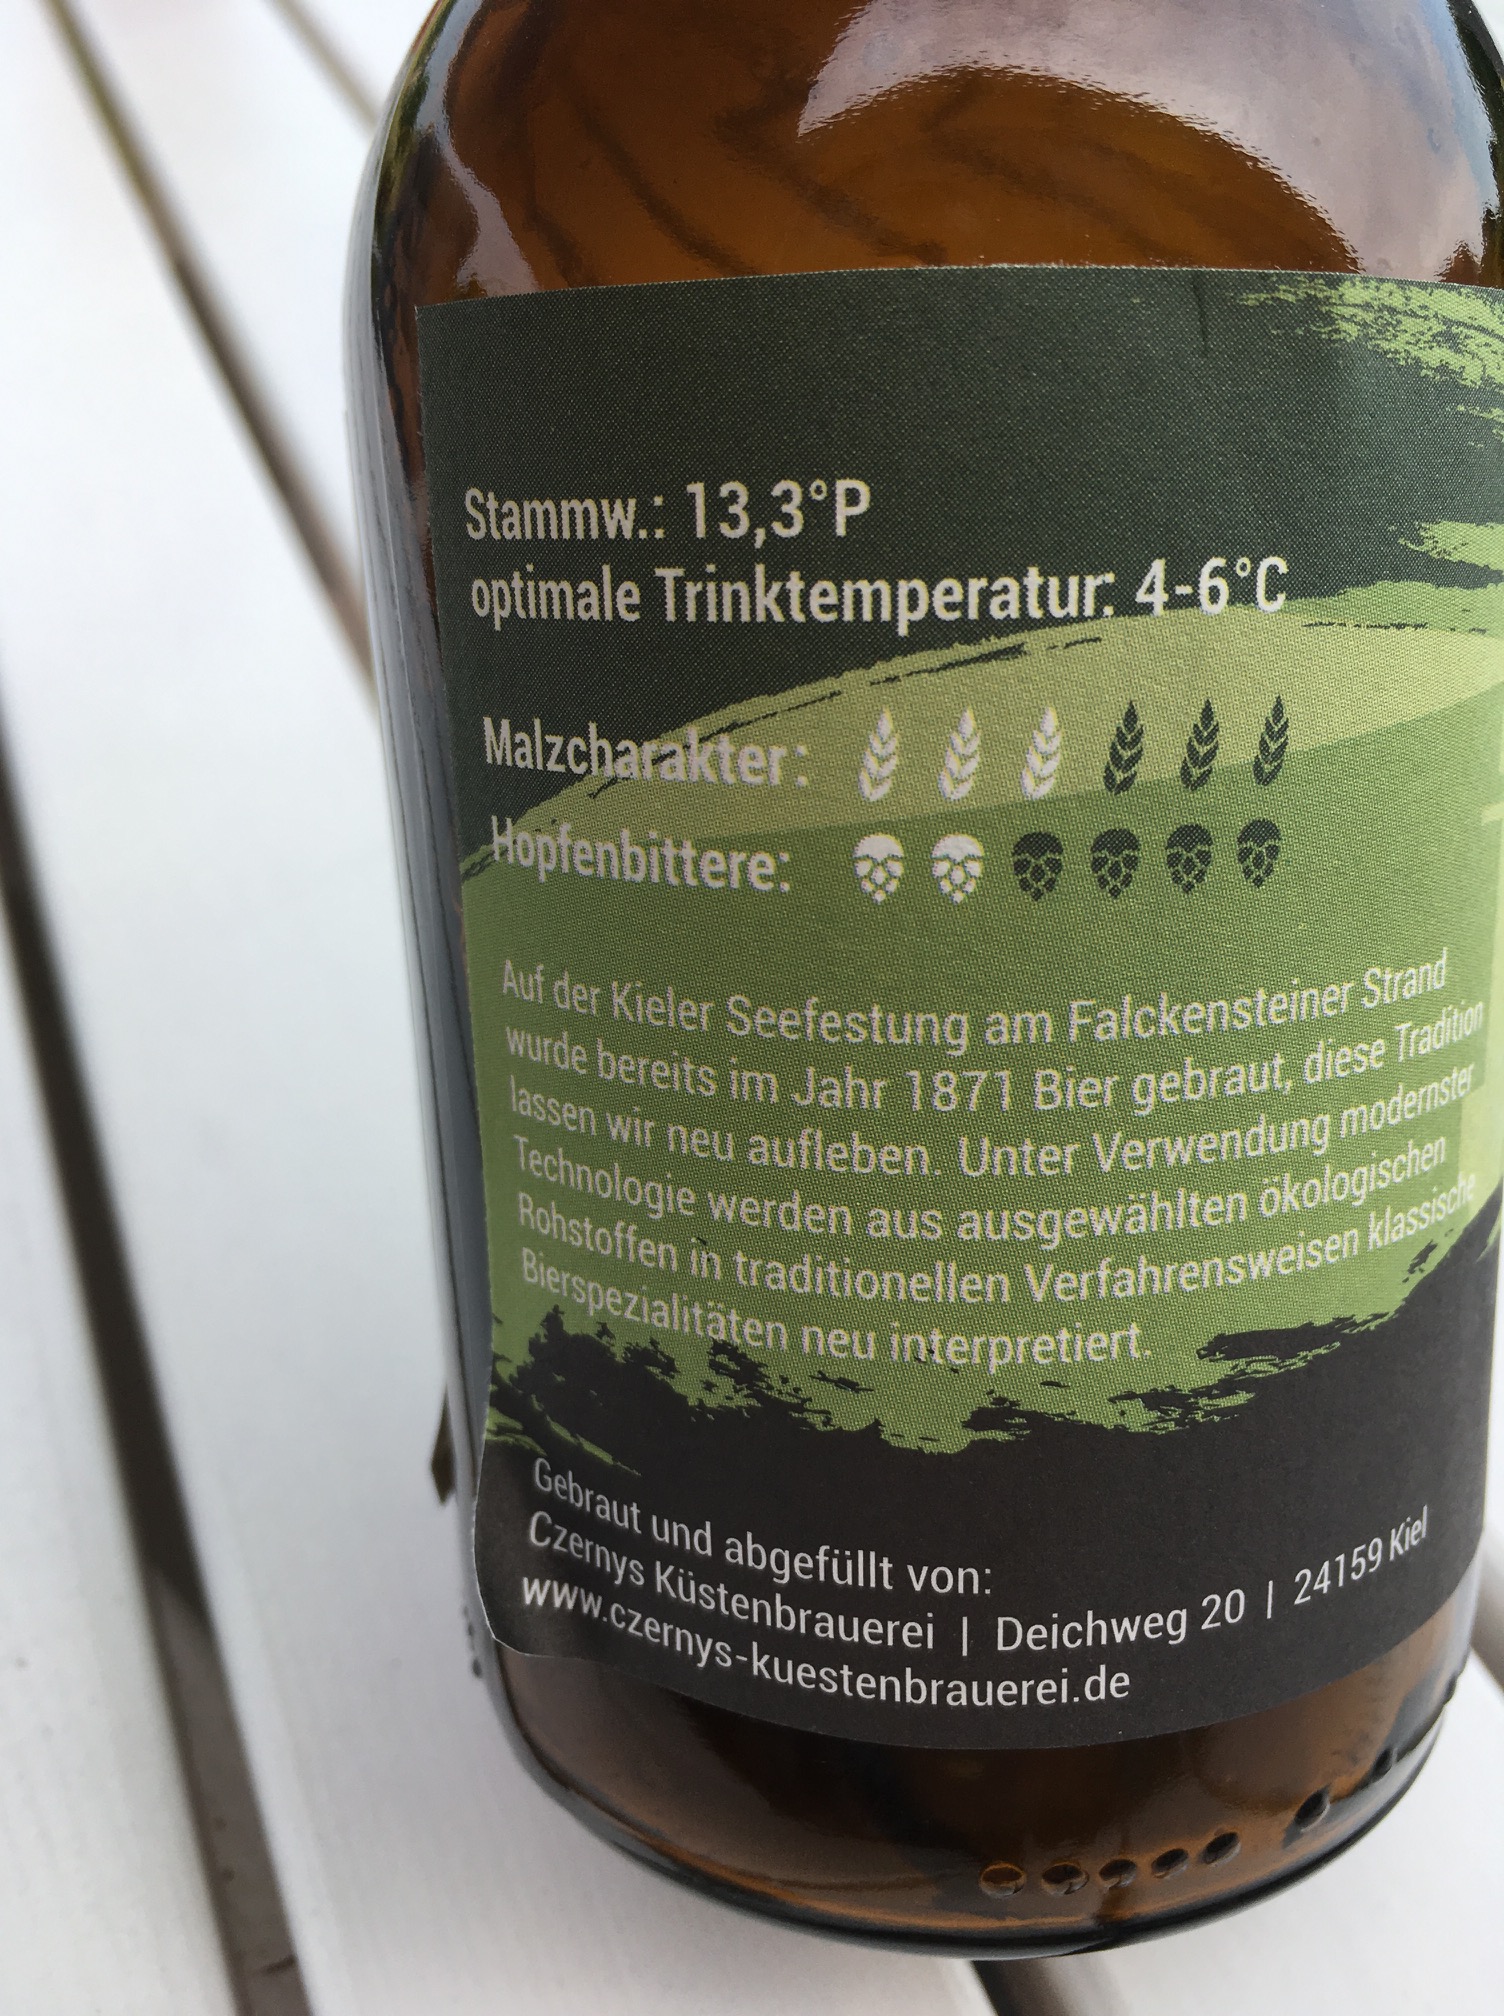 Stammw.: 13,3°P
optimale Trinktemperatur: 4-6°C
Malzcharakter:
Hopfenbittere:
Auf der Kieler Seefestung am Falckensteiner Strand
wurde bereits im Jahr 1871 Bier gebraut, diese Tradition
lassen wir neu aufleben. Unter Verwendung modernster
Technologie werden aus ausgewählten ökologischen
Rohstoffen in traditionellen Verfahrensweisen klassische
Bierspezialitäten neu interpretiert.
Gebraut und abgefüllt von:
Czernys Küstenbrauerei | Deichweg 20 | 24159 Kiel
www.czernys-kuestenbrauerei.de